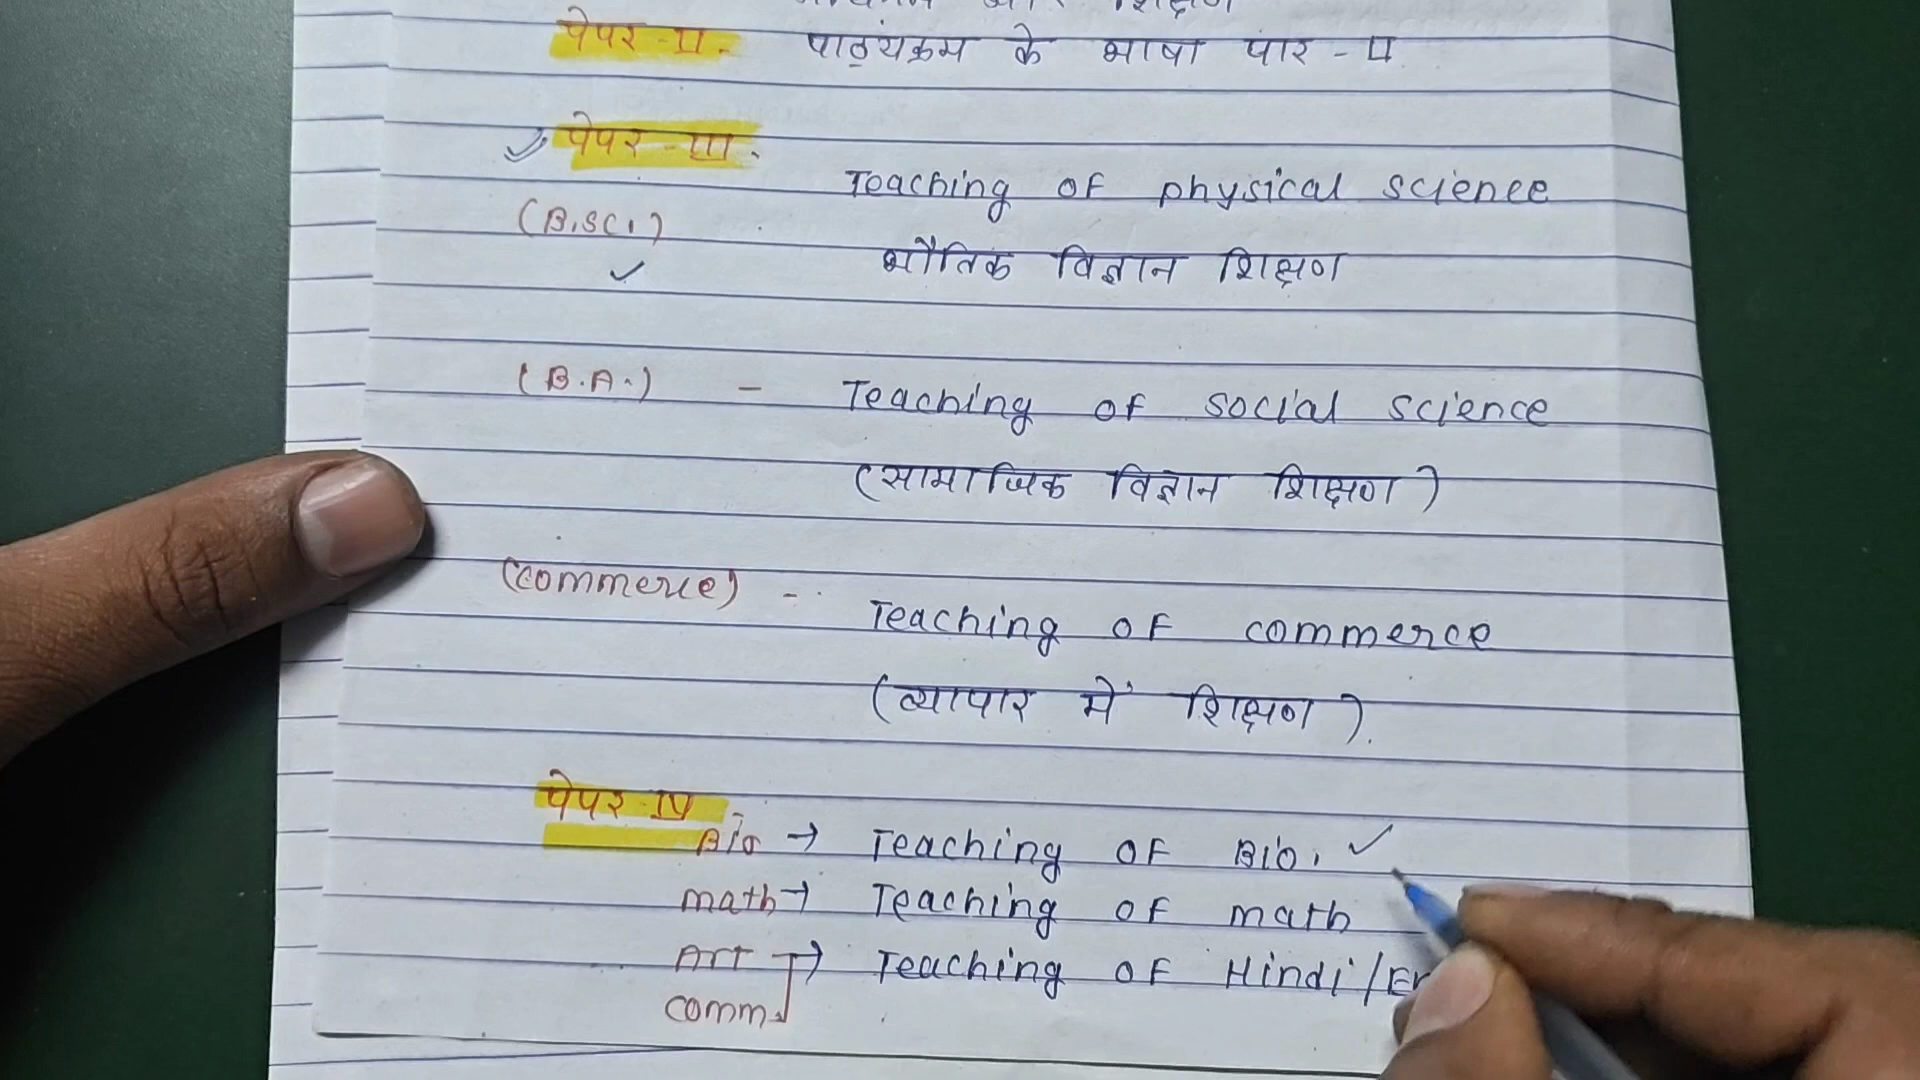 पेपर - II. पाठ्यक्रम के भाषा पार - II
पेपर - III.
Teaching of physical science
(B.Sc.)
भौतिक विज्ञान शिक्षण
(B.A.) - Teaching of social science
(सामाजिक विज्ञान शिक्षण)
(commerce) - Teaching of commerce
(व्यापार में शिक्षण).
पेपर - IV
Bio → Teaching of Bio.
math → Teaching of math
Art → Teaching of Hindi/
comm.